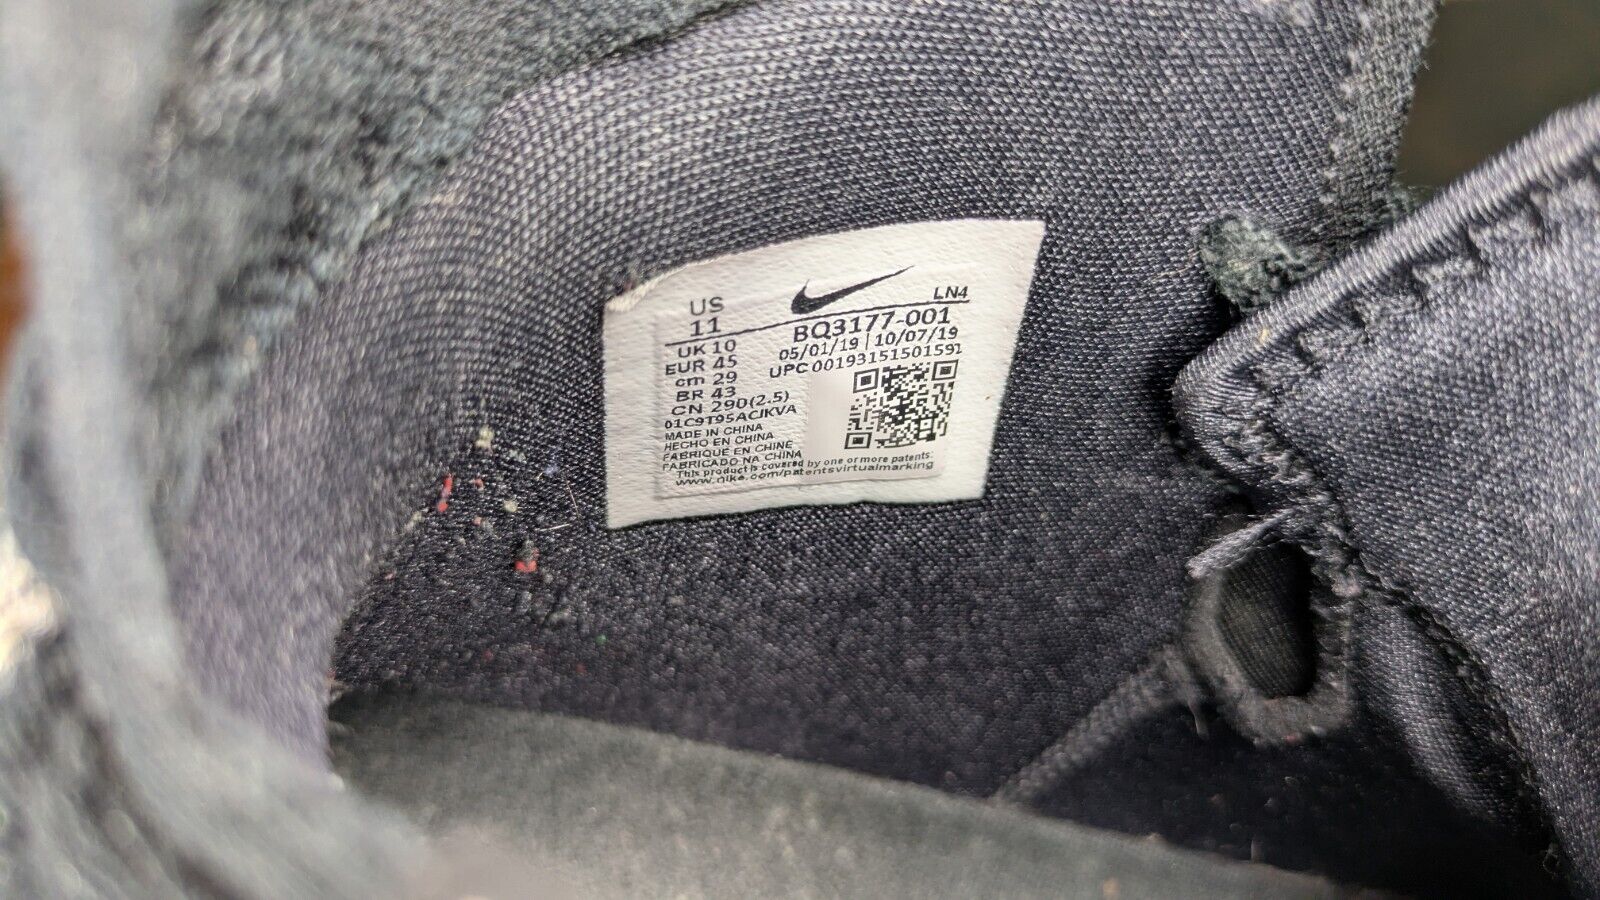 US
11
LN4
BQ3177-001
UK 10
05/01/19 | 10/07/19
EUR 45
UPC 00193151501592
cm 29
BR 43
CN 290(2.5)
01C9T95ACJKVA
MADE IN CHINA
HECHO EN CHINA
FABRIQUE EN CHINE
FABRICADO NA CHINA
This product is covered by one or more patents:
www.nike.com/patentsvirtualmarking